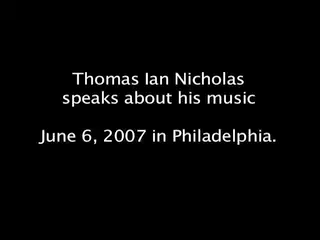 Thomas Ian Nicholas
speaks about his music
June 6, 2007 in Philadelphia.